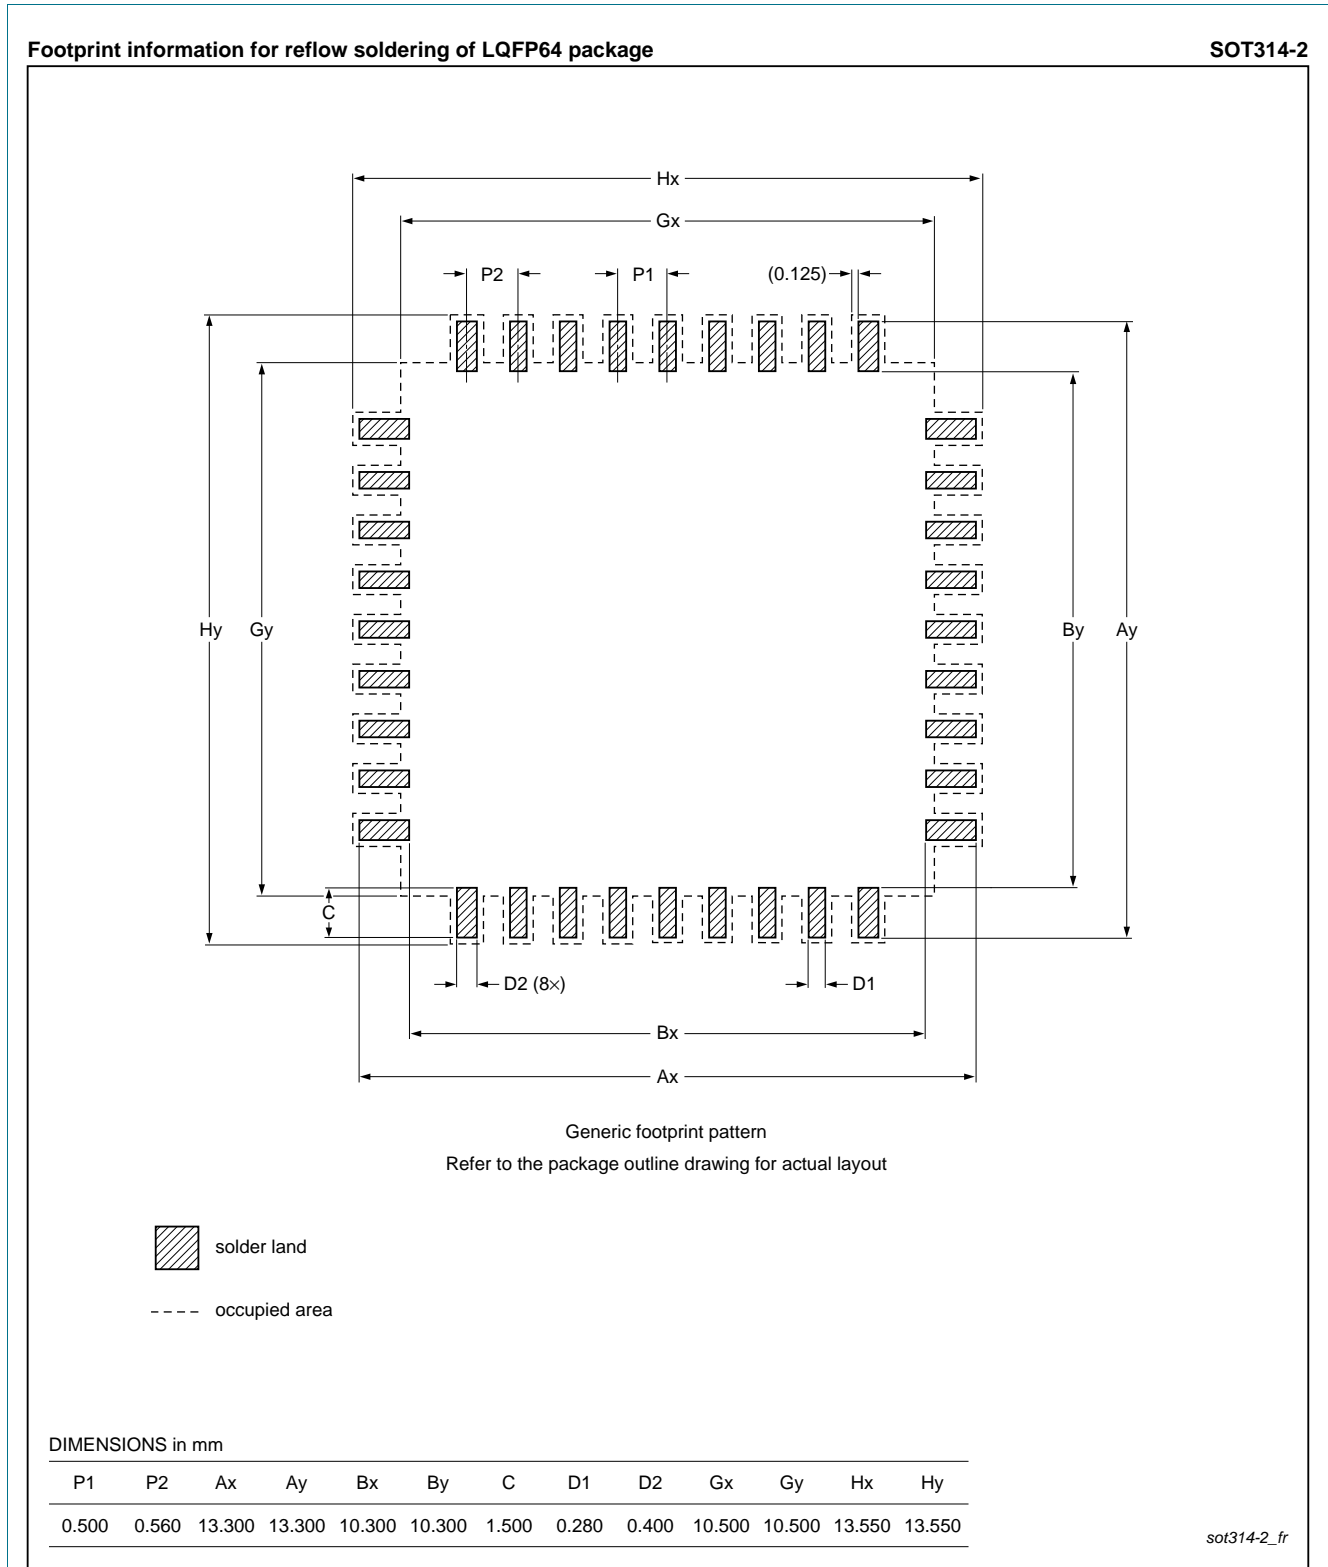 Footprint information for reflow soldering of LQFP64 package SOT314-2
Hx
Gx
P2 P1 (0.125)
Hy Gy By Ay
C
D2 (8×) D1
Bx
Ax
Generic footprint pattern
Refer to the package outline drawing for actual layout
solder land
occupied area
DIMENSIONS in mm
P1 P2 Ax Ay Bx By C D1 D2 Gx Gy Hx Hy
0.500 0.560 13.300 13.300 10.300 10.300 1.500 0.280 0.400 10.500 10.500 13.550 13.550
sot314-2_fr